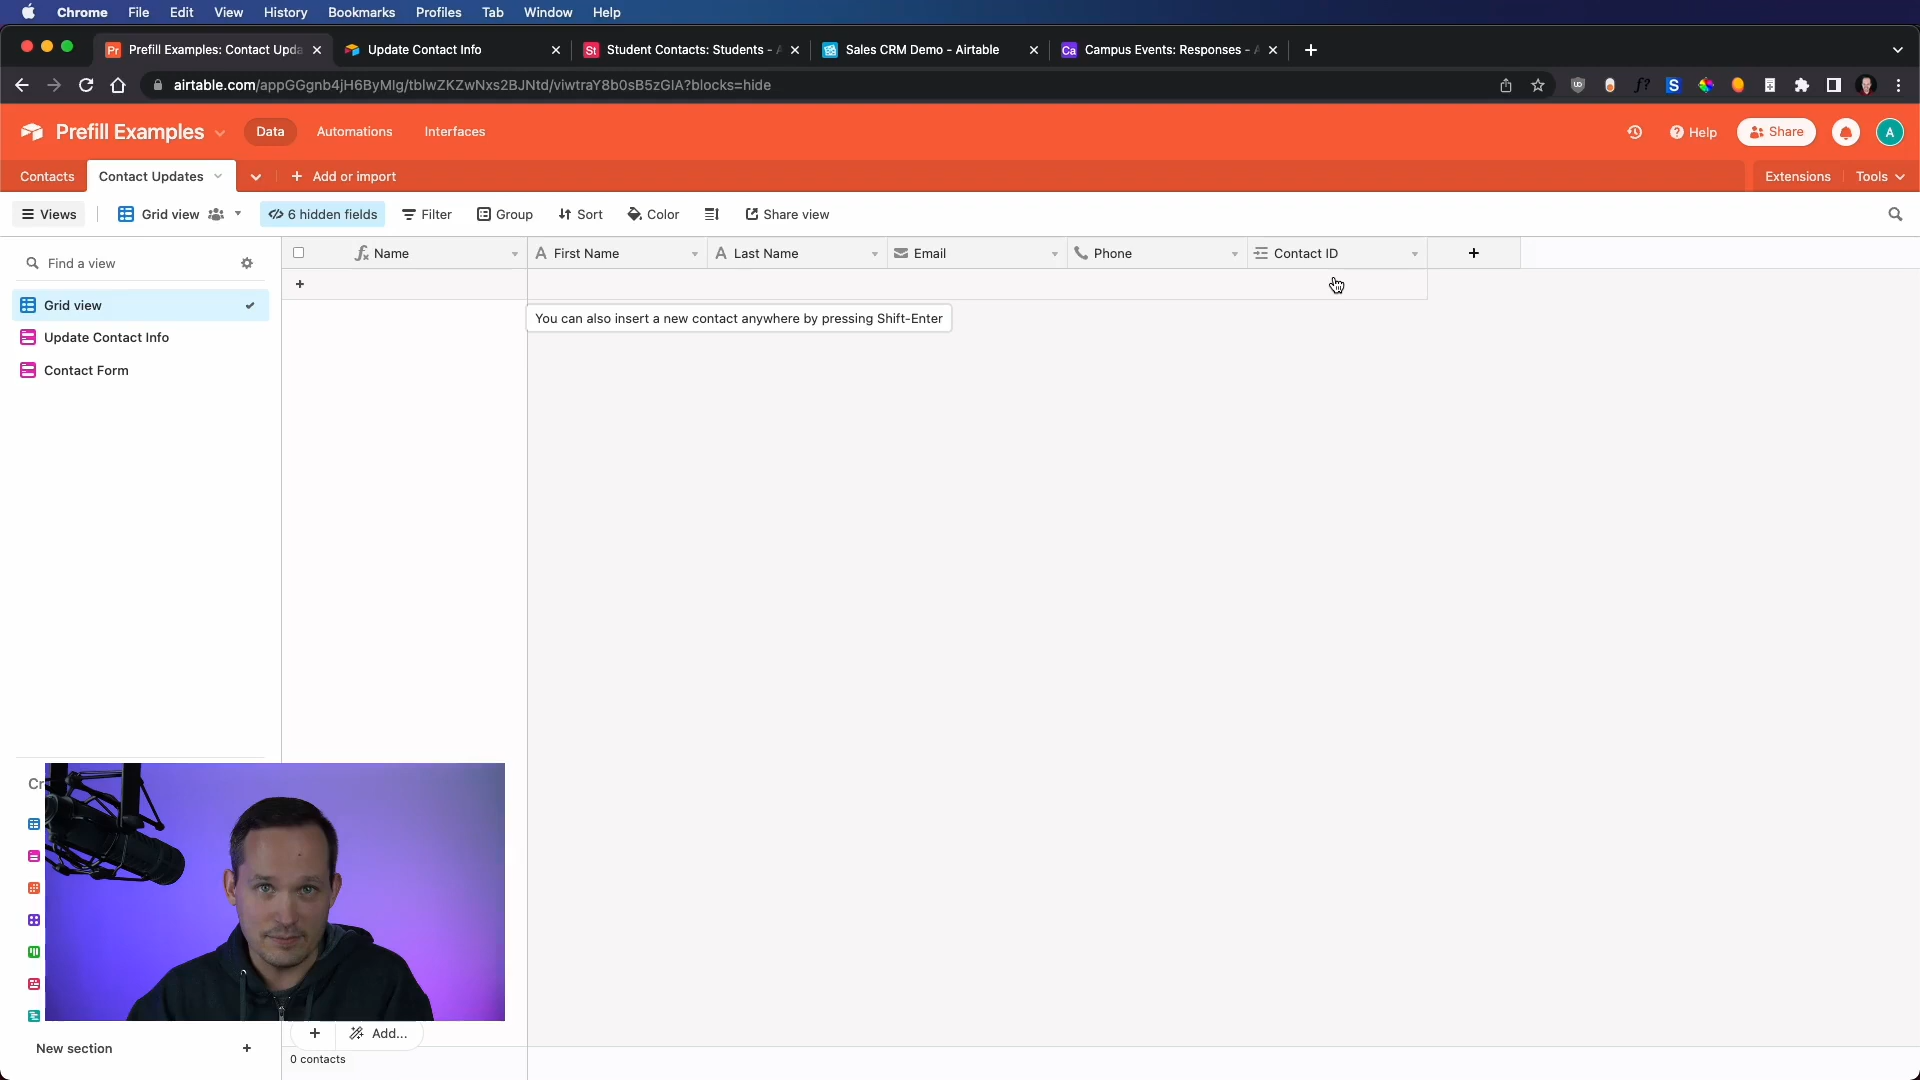 Chrome File Edit View History Bookmarks Profiles Tab Window Help
Pr Prefill Examples: Contact Upda
Update Contact Info
St Student Contacts: Students - A
Sales CRM Demo - Airtable
Ca Campus Events: Responses - A
airtable.com/appGGgnb4jH6ByMlg/tblwZKZwNxs2BJNtd/viwtraY8b0sB5zGIA?blocks=hide
Prefill Examples
Data
Automations
Interfaces
Help
Share
A
Contacts
Contact Updates
Add or import
Extensions
Tools
Views
Grid view
6 hidden fields
Filter
Group
Sort
Color
Share view
Find a view
Name
First Name
Last Name
Email
Phone
Contact ID
Grid view
You can also insert a new contact anywhere by pressing Shift-Enter
Update Contact Info
Contact Form
Cr
Add...
New section
0 contacts